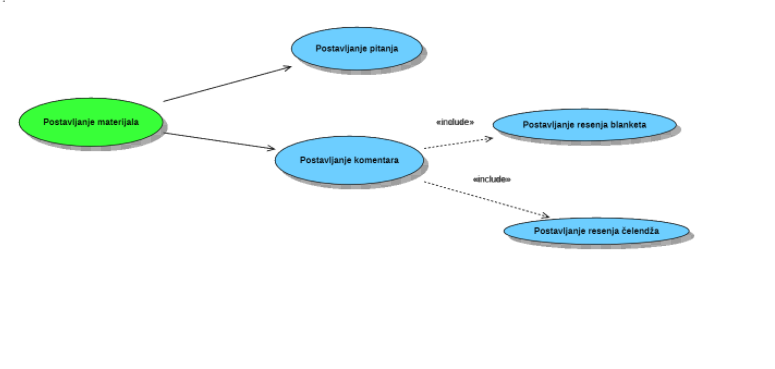 Postavljanje pitanja
Postavljanje materijala
«include»
Postavljanje resenja blanketa
Postavljanje komentara
«include»
Postavljanje resenja čelendža